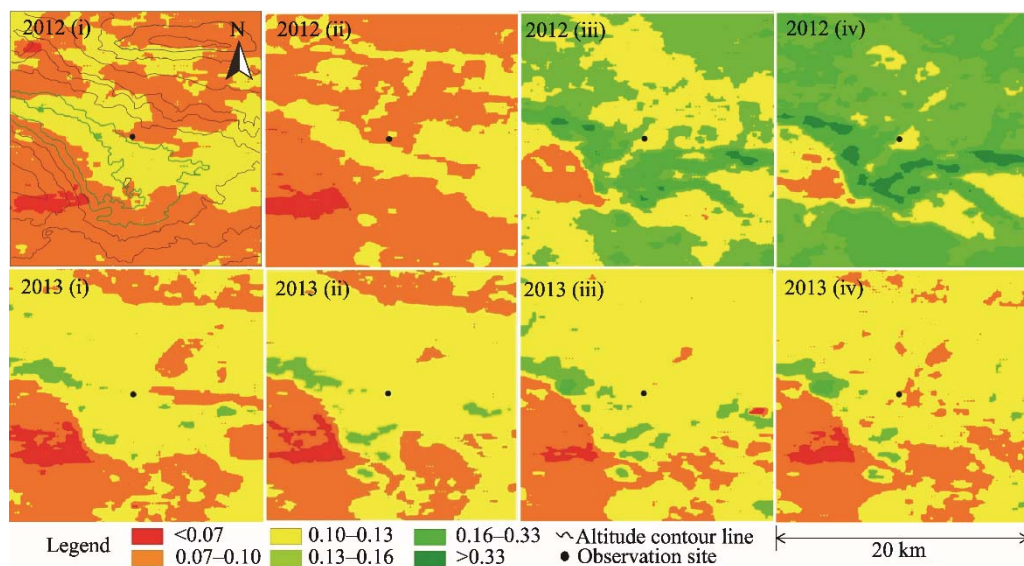 2012 (i)
N
2012 (ii)
2012 (iii)
2012 (iv)
2013 (i)
2013 (ii)
2013 (iii)
2013 (iv)
Legend
<0.07
0.10–0.13
0.16–0.33
Altitude contour line
0.07–0.10
0.13–0.16
>0.33
Observation site
20 km